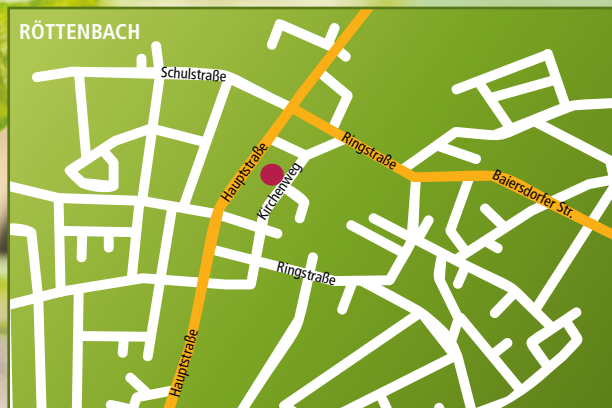 RÖTTENBACH
Schulstraße
Ringstraße
Hauptstraße
Kirchenweg
Baiersdorfer Str.
Ringstraße
Hauptstraße